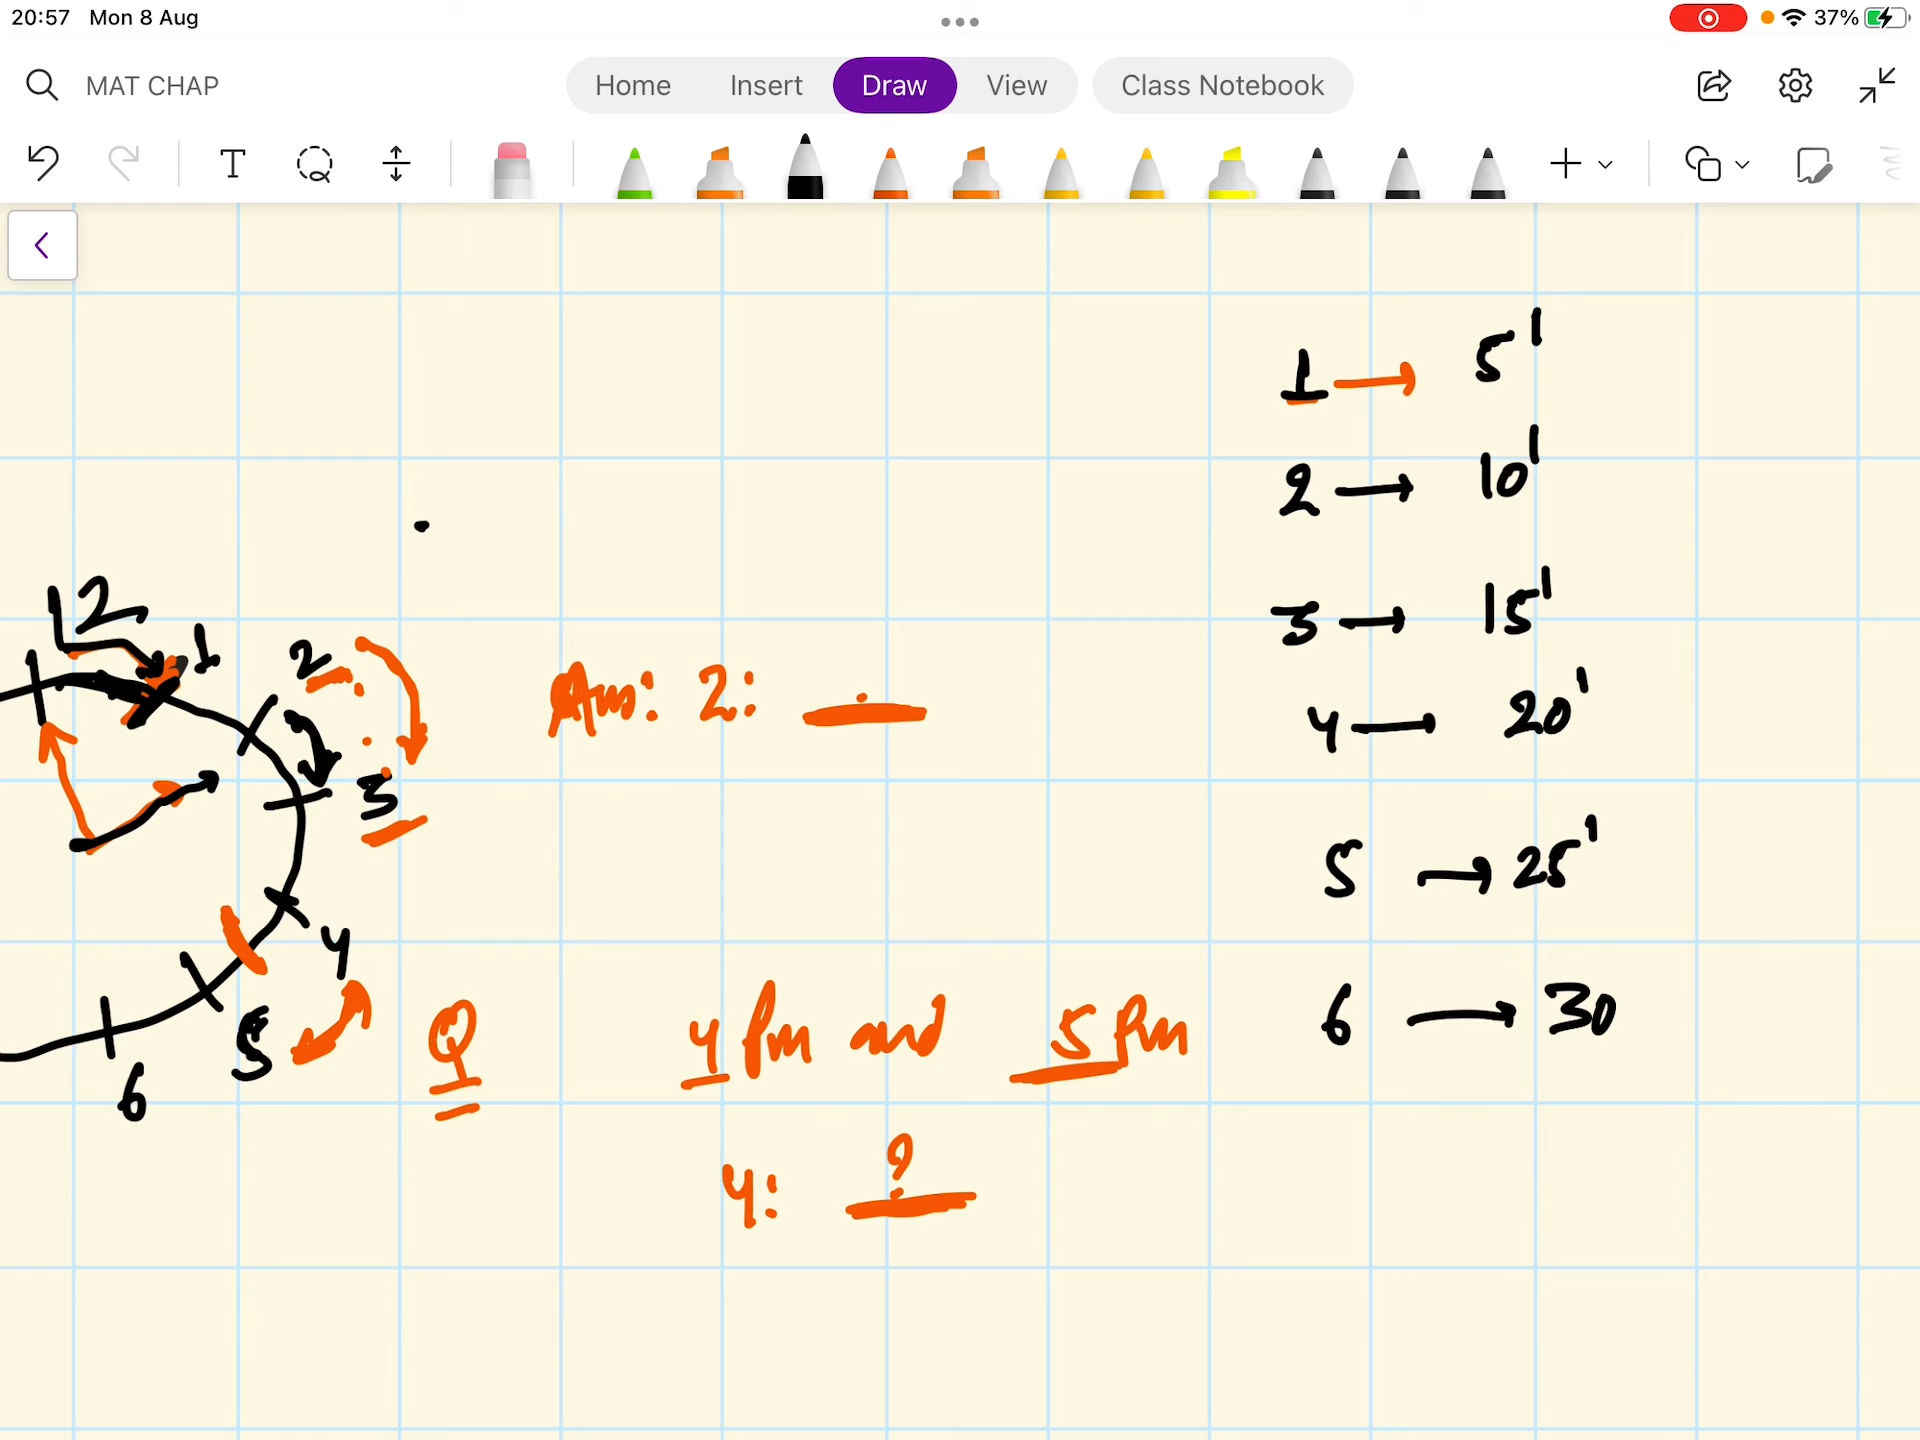 20:57 Mon 8 Aug
37%
MAT CHAP
Home Insert Draw View Class Notebook
T
1 → 5'
2 → 10'
3 → 15'
4 → 20'
5 → 25'
6 → 30
12
1
2
3
4
5
6
Ans: 2:
Q 4 Pm and 5 Pm
4: ?